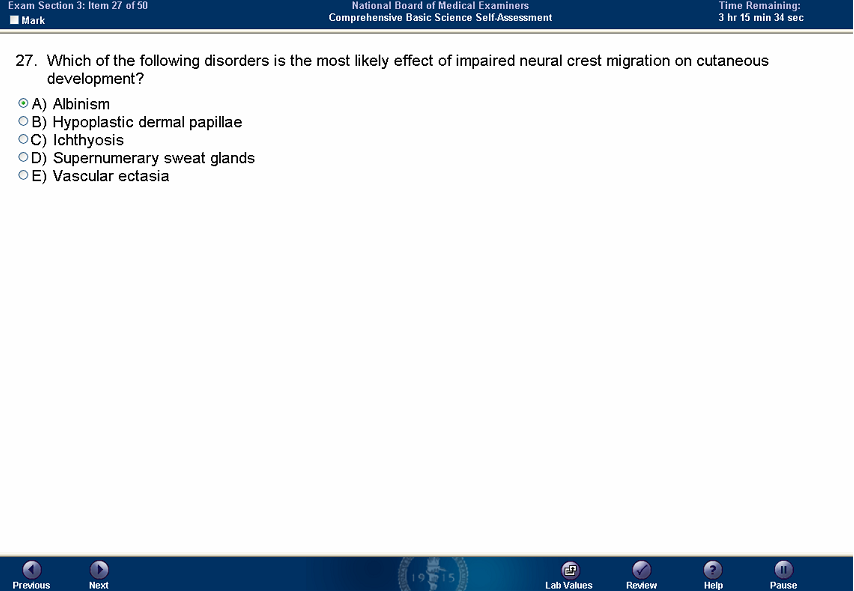 Exam Section 3: Item 27 of 50
National Board of Medical Examiners
Time Remaining:
Mark
Comprehensive Basic Science Self-Assessment
3 hr 15 min 34 sec
27. Which of the following disorders is the most likely effect of impaired neural crest migration on cutaneous
development?
A) Albinism
B) Hypoplastic dermal papillae
C) Ichthyosis
D) Supernumerary sweat glands
E) Vascular ectasia
1915
Previous
Next
Lab Values
Review
Help
Pause